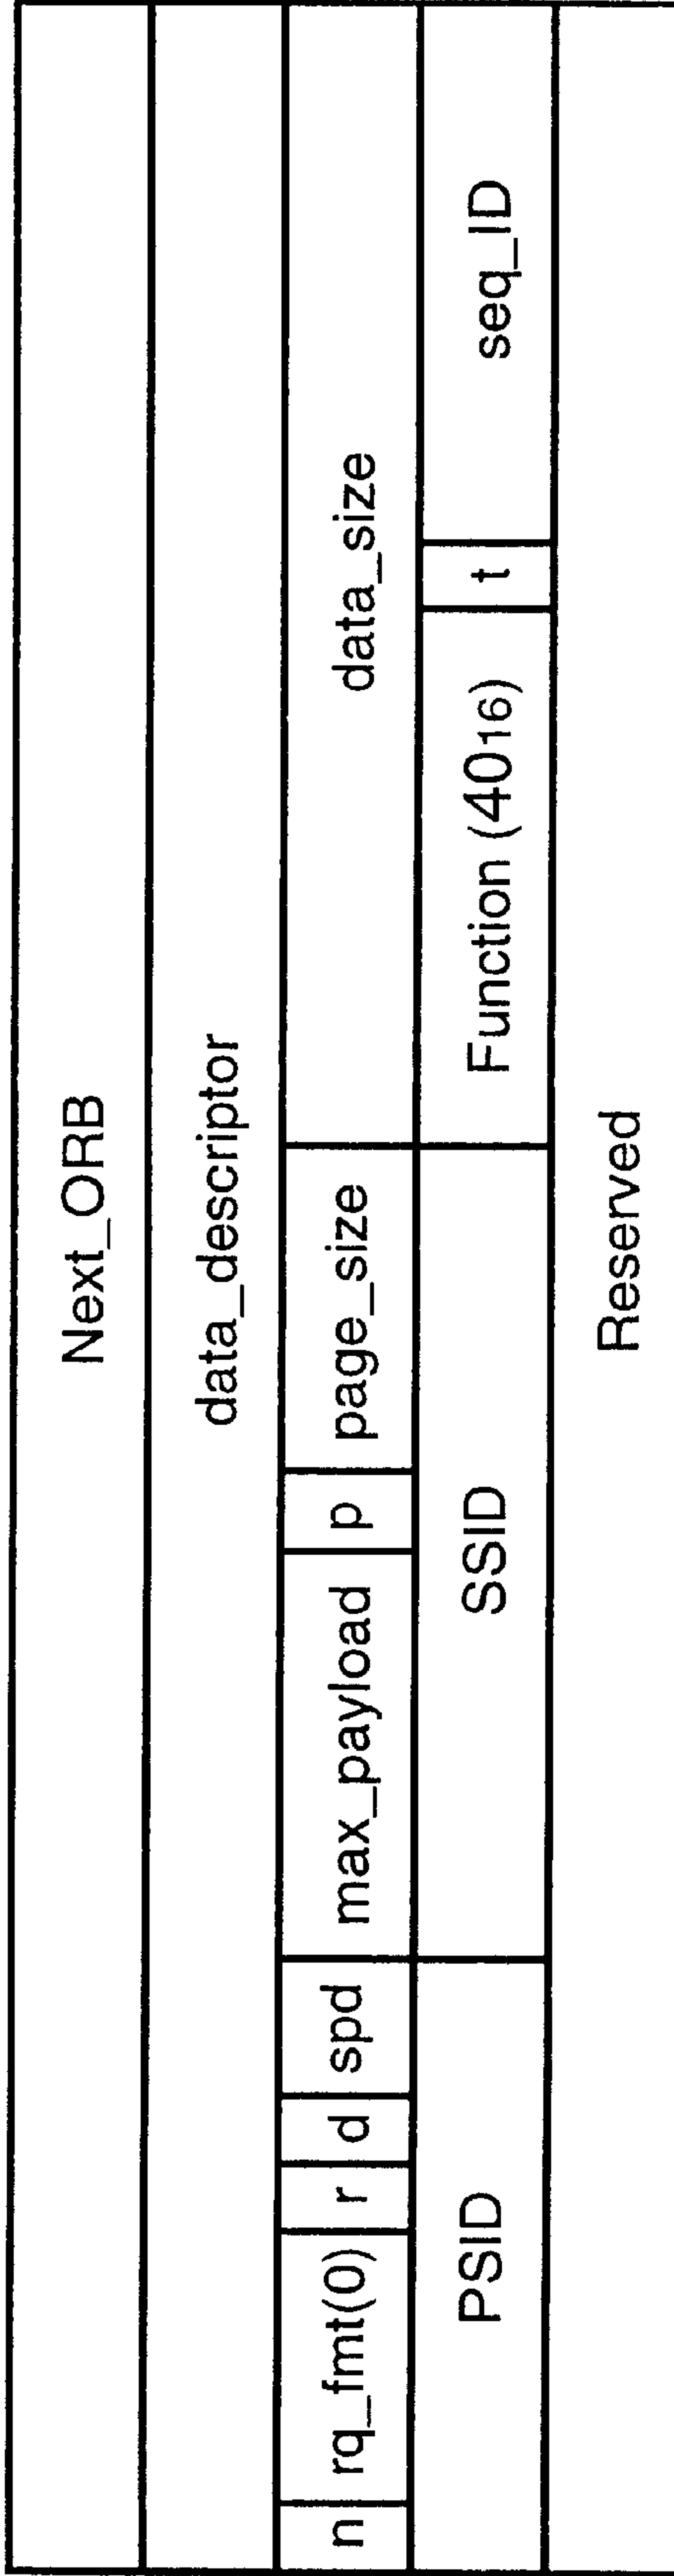 Next_ORB
data_descriptor
n rq_fmt(0) r d spd max_payload p page_size data_size
PSID SSID Function (4016) t seq_ID
Reserved